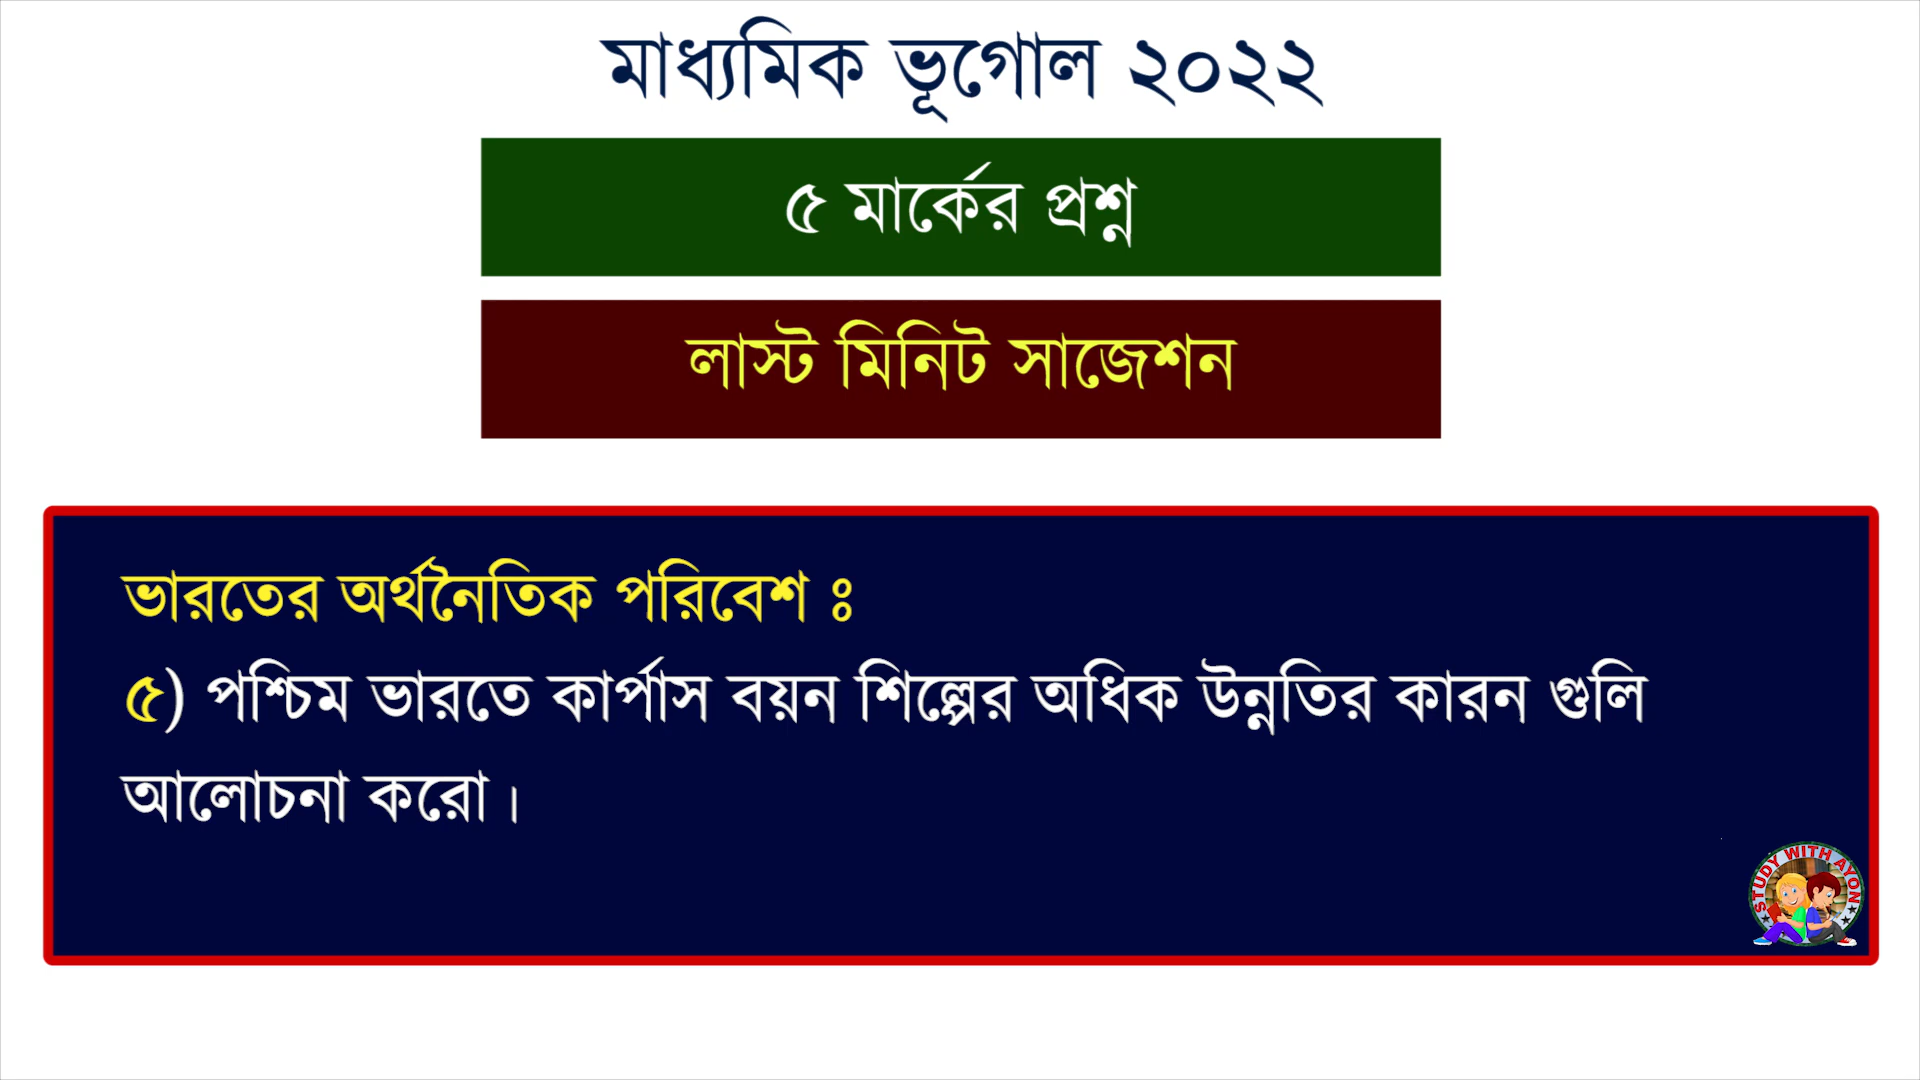 মাধ্যমিক ভূগোল ২০২২
৫ মার্কের প্রশ্ন
লাস্ট মিনিট সাজেশন
ভারতের অর্থনৈতিক পরিবেশ ঃ
৫) পশ্চিম ভারতে কার্পাস বয়ন শিল্পের অধিক উন্নতির কারন গুলি
আলোচনা করো।
STUDY WITH AYON